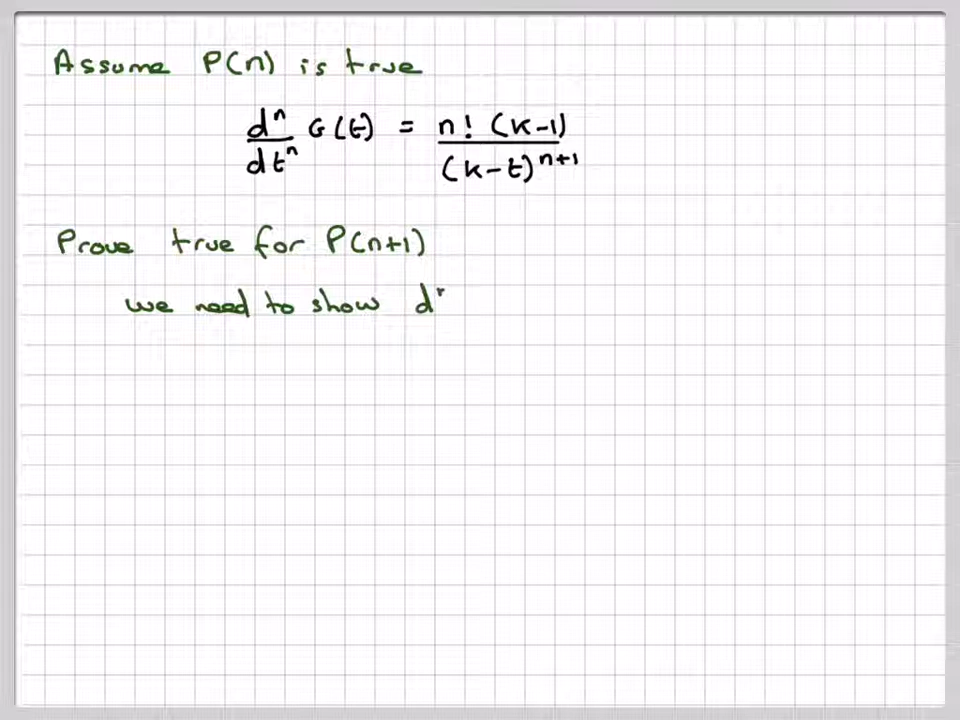 Assume P(n) is true
dⁿ/dtⁿ G(t) = n! (k-1) / (k-t)ⁿ⁺¹
Prove true for P(n+1)
we need to show d